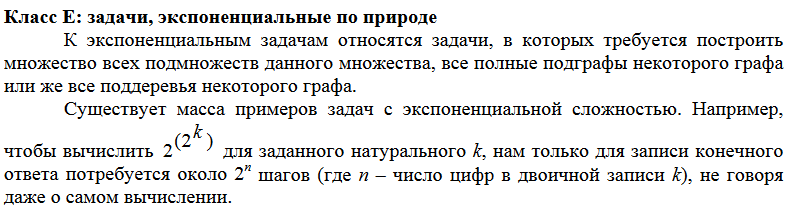 Класс E: задачи, экспоненциальные по природе
К экспоненциальным задачам относятся задачи, в которых требуется построить
множество всех подмножеств данного множества, все полные подграфы некоторого графа
или же все поддеревья некоторого графа.
Существует масса примеров задач с экспоненциальной сложностью. Например,
чтобы вычислить 2^(2^k) для заданного натурального k, нам только для записи конечного
ответа потребуется около 2^n шагов (где n – число цифр в двоичной записи k), не говоря
даже о самом вычислении.